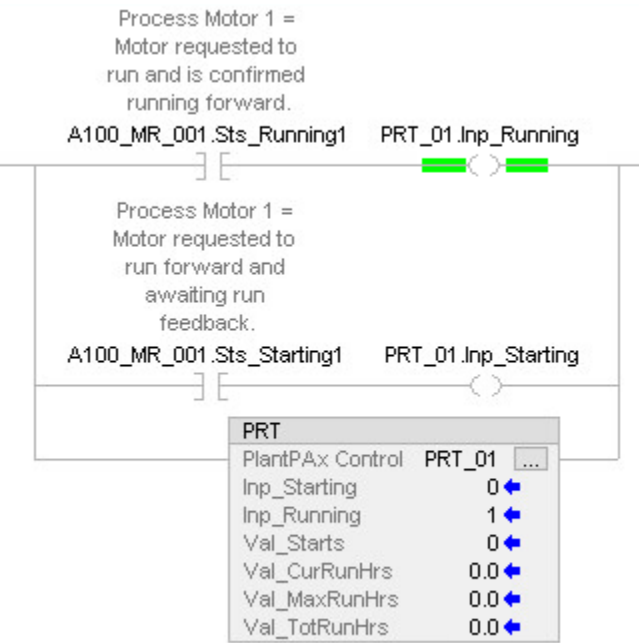 Process Motor 1 =
Motor requested to
run and is confirmed
running forward.
A100_MR_001.Sts_Running1 PRT_01.Inp_Running
Process Motor 1 =
Motor requested to
run forward and
awaiting run
feedback.
A100_MR_001.Sts_Starting1 PRT_01.Inp_Starting
PRT
PlantPAx Control PRT_01 ...
Inp_Starting 0
Inp_Running 1
Val_Starts 0
Val_CurRunHrs 0.0
Val_MaxRunHrs 0.0
Val_TotRunHrs 0.0